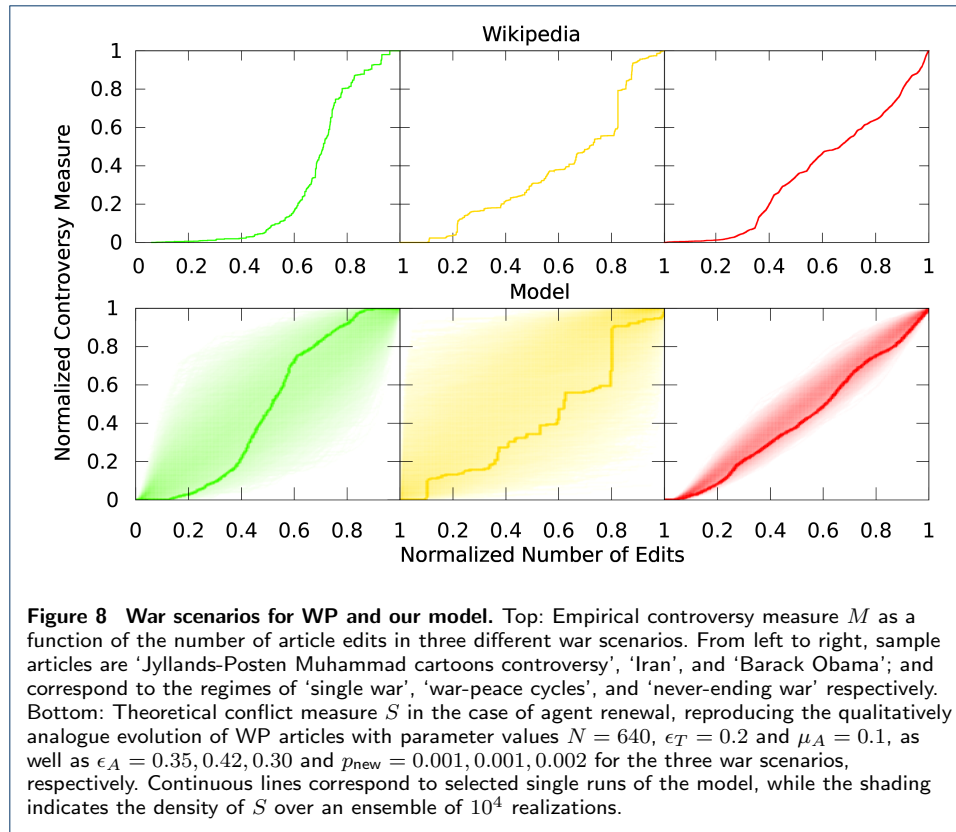 Wikipedia
Normalized Controversy Measure
1
0.8
0.6
0.4
0.2
0
0 0.2 0.4 0.6 0.8 1 0.2 0.4 0.6 0.8 1 0.2 0.4 0.6 0.8 1
Model
1
0.8
0.6
0.4
0.2
0
0 0.2 0.4 0.6 0.8 1 0.2 0.4 0.6 0.8 1 0.2 0.4 0.6 0.8 1
Normalized Number of Edits
Figure 8 War scenarios for WP and our model. Top: Empirical controversy measure M as a
function of the number of article edits in three different war scenarios. From left to right, sample
articles are ‘Jyllands-Posten Muhammad cartoons controversy’, ‘Iran’, and ‘Barack Obama’; and
correspond to the regimes of ‘single war’, ‘war-peace cycles’, and ‘never-ending war’ respectively.
Bottom: Theoretical conflict measure S in the case of agent renewal, reproducing the qualitatively
analogue evolution of WP articles with parameter values N = 640, ϵT = 0.2 and μA = 0.1, as
well as ϵA = 0.35, 0.42, 0.30 and pnew = 0.001, 0.001, 0.002 for the three war scenarios,
respectively. Continuous lines correspond to selected single runs of the model, while the shading
indicates the density of S over an ensemble of 10⁴ realizations.